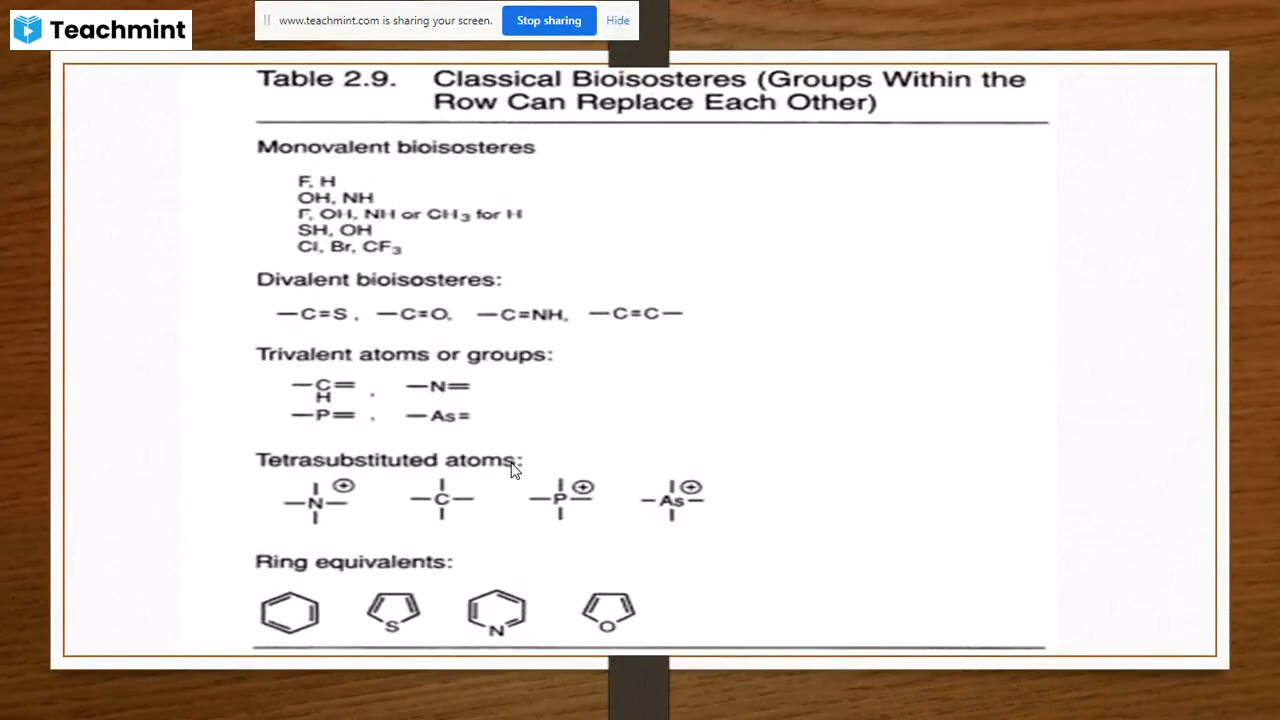 Teachmint
www.teachmint.com is sharing your screen. Stop sharing Hide
Table 2.9. Classical Bioisosteres (Groups Within the
Row Can Replace Each Other)
Monovalent bioisosteres
F, H
OH, NH
F, OH, NH or CH₃ for H
SH, OH
Cl, Br, CF₃
Divalent bioisosteres:
—C=S, —C=O, —C=NH, —C=C—
Trivalent atoms or groups:
—C=, —N=
H
—P=, —As=
Tetrasubstituted atoms:
—N— ⊕ —C— —P— ⊕ —As— ⊕
Ring equivalents:
S N O